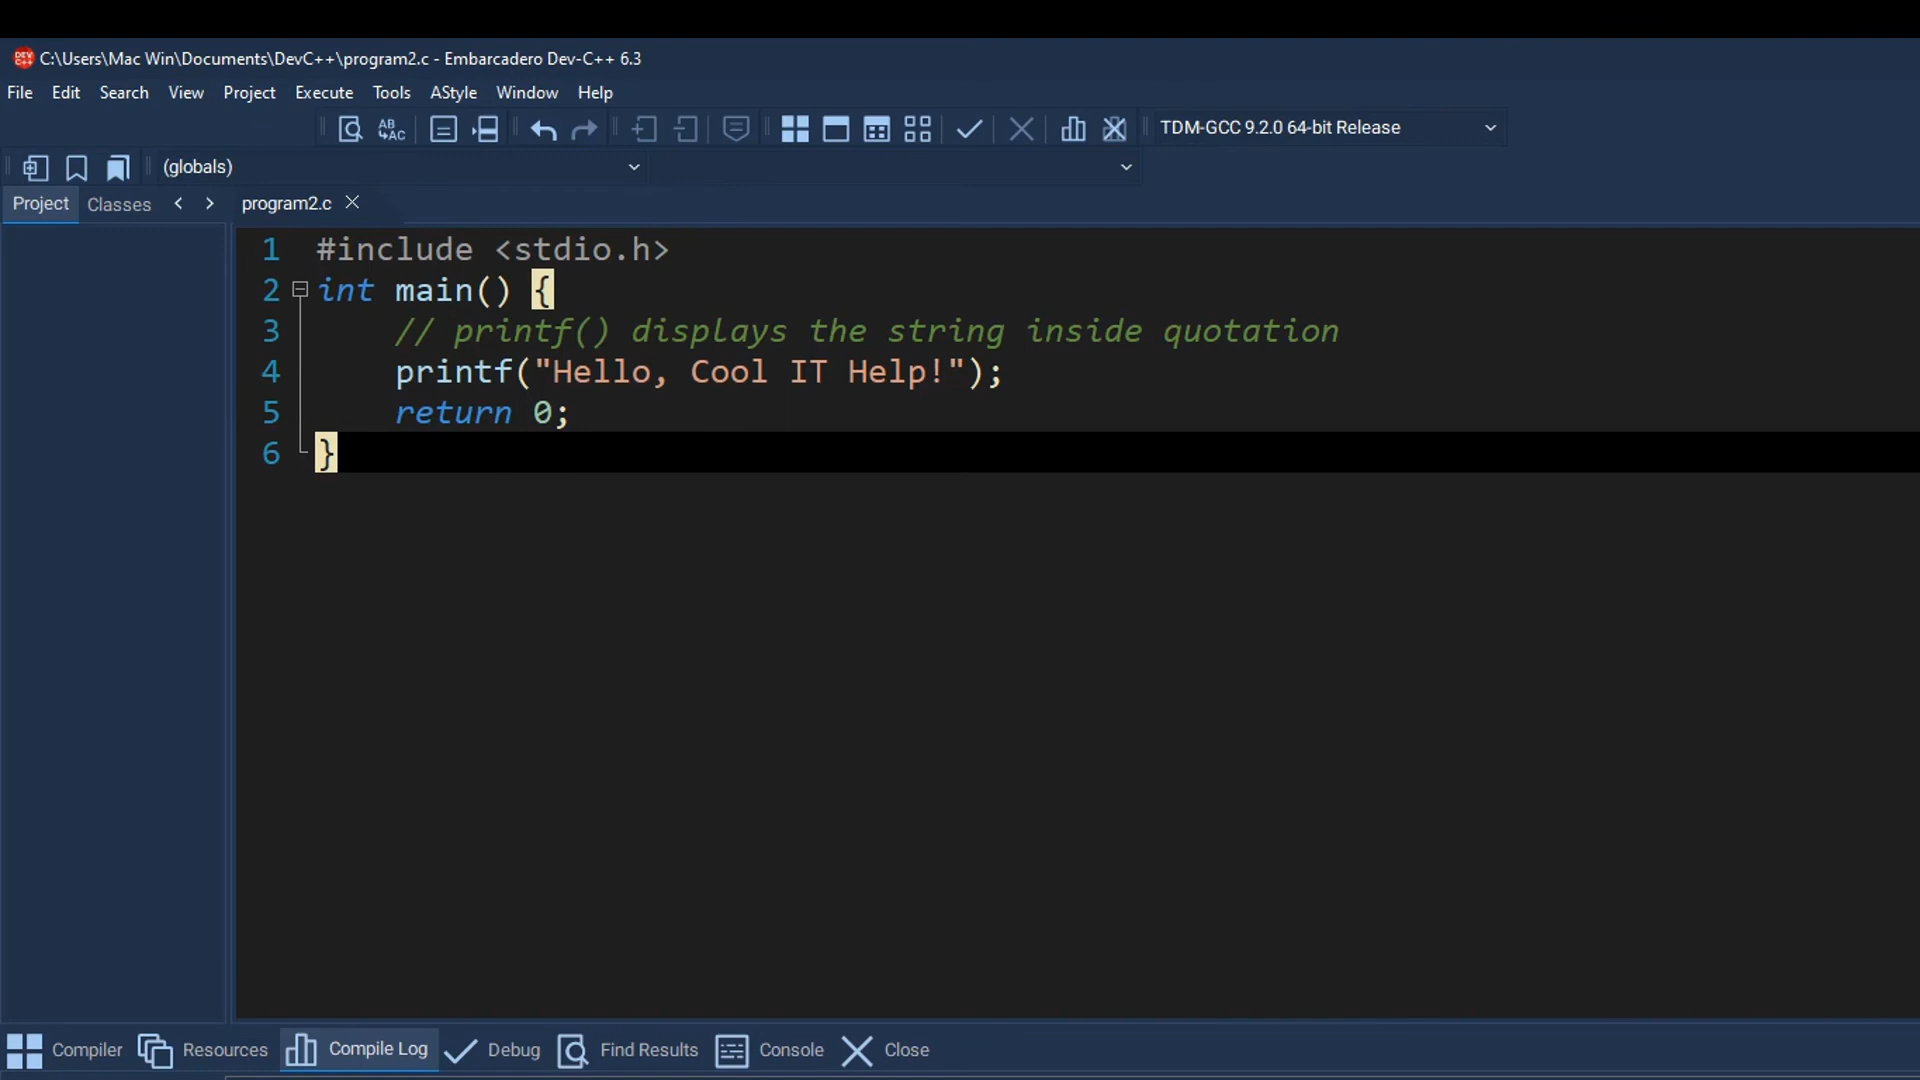 C:\Users\Mac Win\Documents\DevC++\program2.c - Embarcadero Dev-C++ 6.3
File Edit Search View Project Execute Tools AStyle Window Help
AB AC TDM-GCC 9.2.0 64-bit Release
(globals)
Project Classes program2.c
1 #include <stdio.h>
2 int main() {
3 // printf() displays the string inside quotation
4 printf("Hello, Cool IT Help!");
5 return 0;
6 }
Compiler Resources Compile Log Debug Find Results Console Close